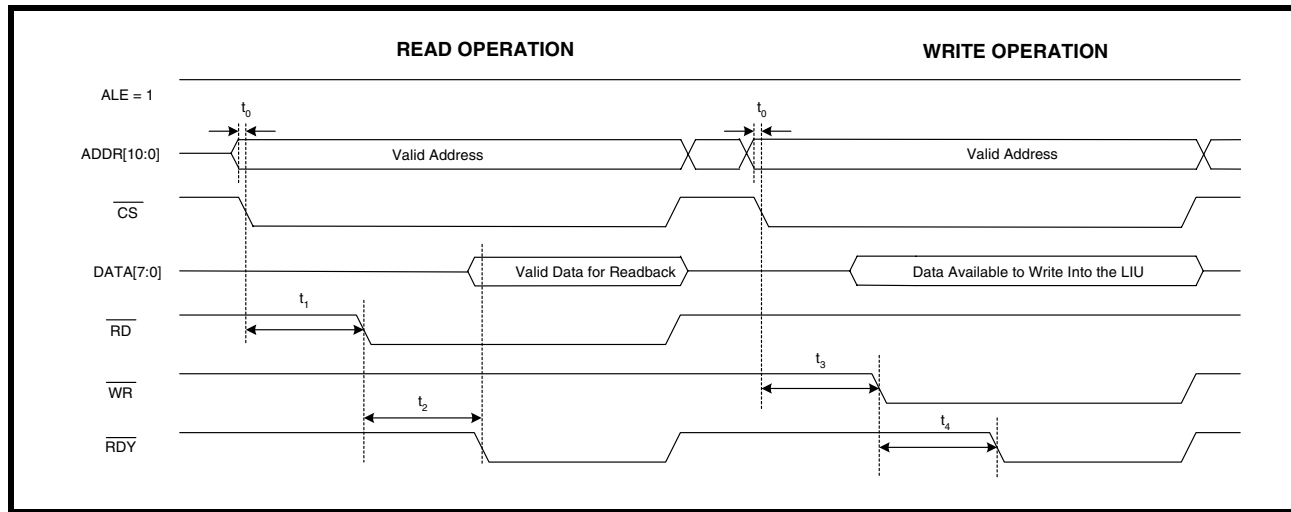 READ OPERATION WRITE OPERATION
ALE = 1
t0 t0
ADDR[10:0] Valid Address Valid Address
CS
DATA[7:0] Valid Data for Readback Data Available to Write Into the LIU
t1
RD
t3
WR
t2 t4
RDY